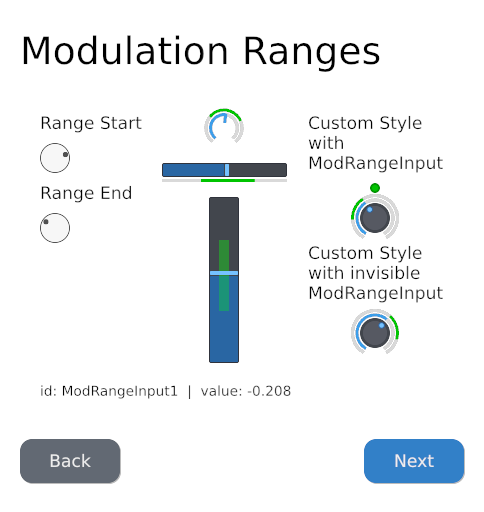 Modulation Ranges
Range Start
Range End
Custom Style
with
ModRangeInput
Custom Style
with invisible
ModRangeInput
id: ModRangeInput1 | value: -0.208
Back
Next